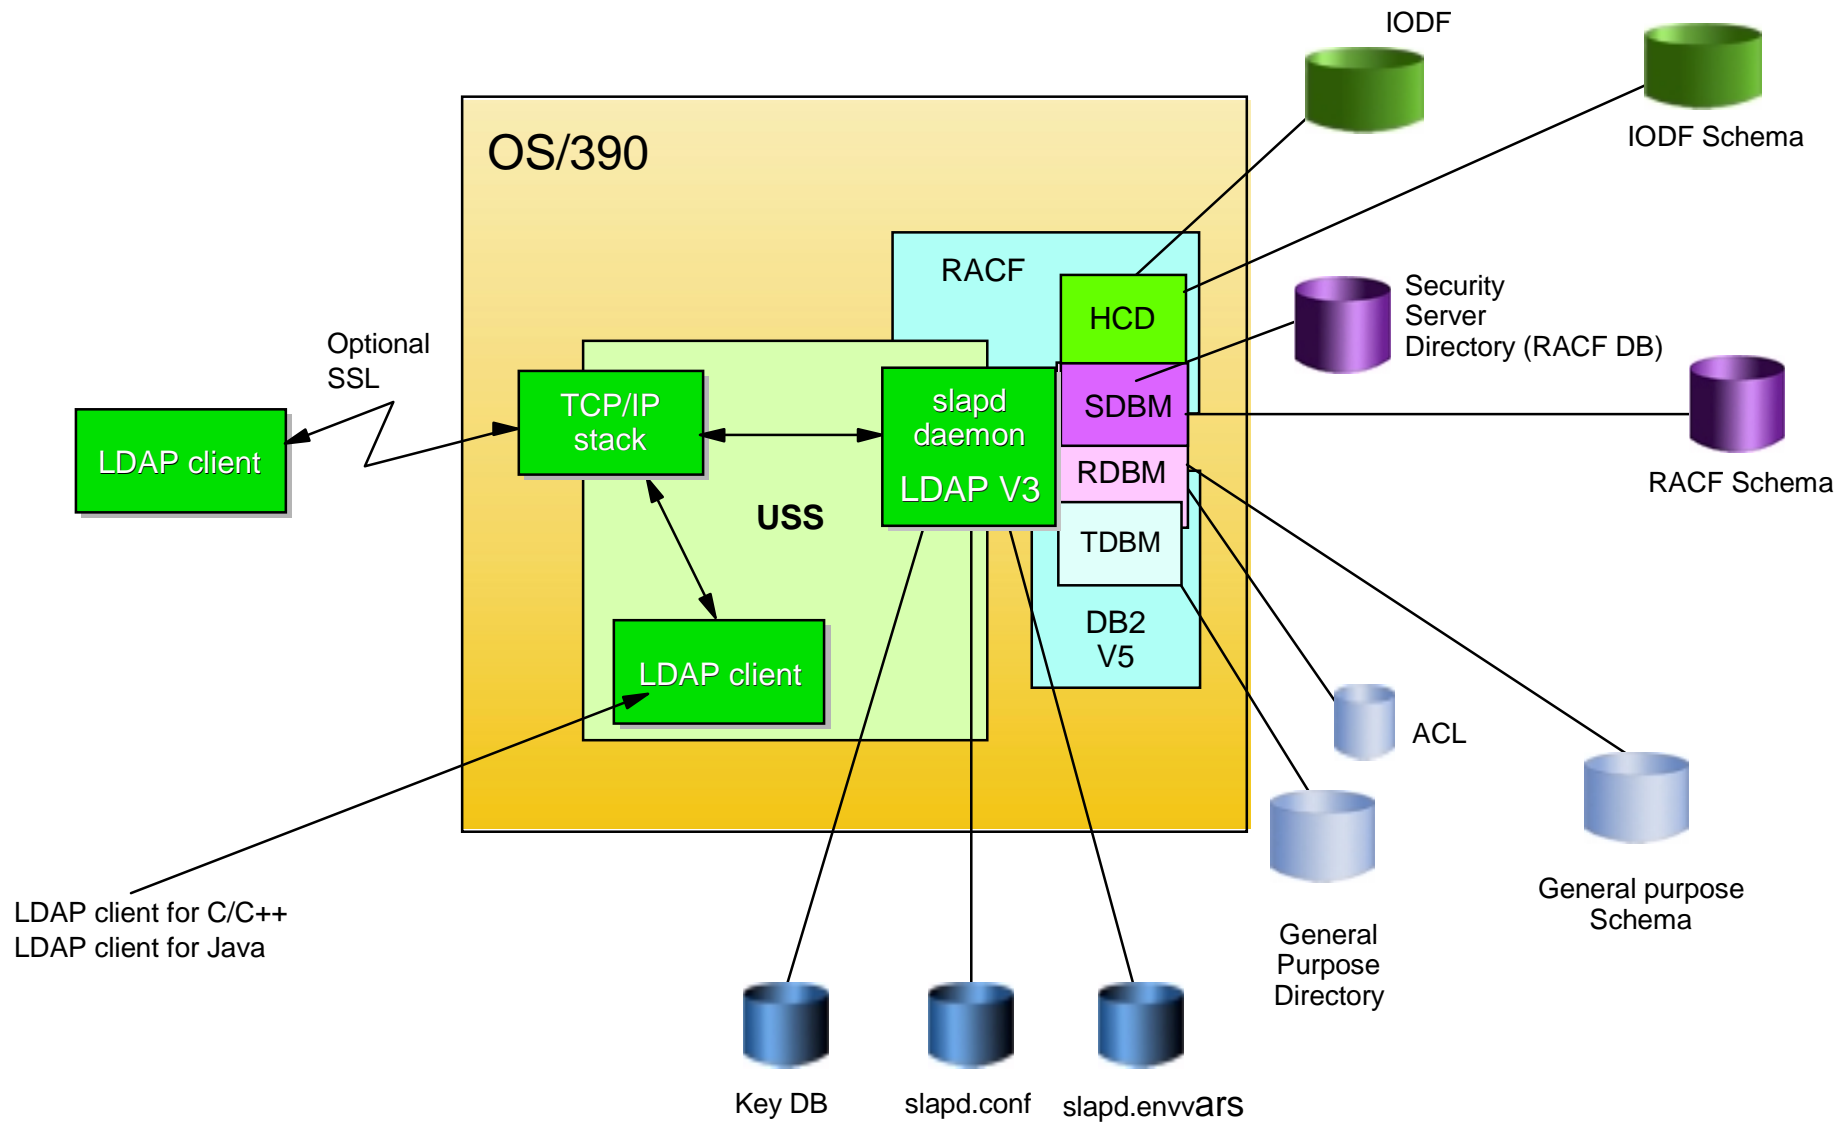 IODF
IODF Schema
OS/390
RACF
HCD
Security
Server
Directory (RACF DB)
Optional
SSL
TCP/IP
stack
slapd
daemon
LDAP V3
SDBM
LDAP client
RDBM
RACF Schema
USS
TDBM
DB2
V5
LDAP client
ACL
LDAP client for C/C++
LDAP client for Java
General purpose
Schema
General
Purpose
Directory
Key DB
slapd.conf
slapd.envvars